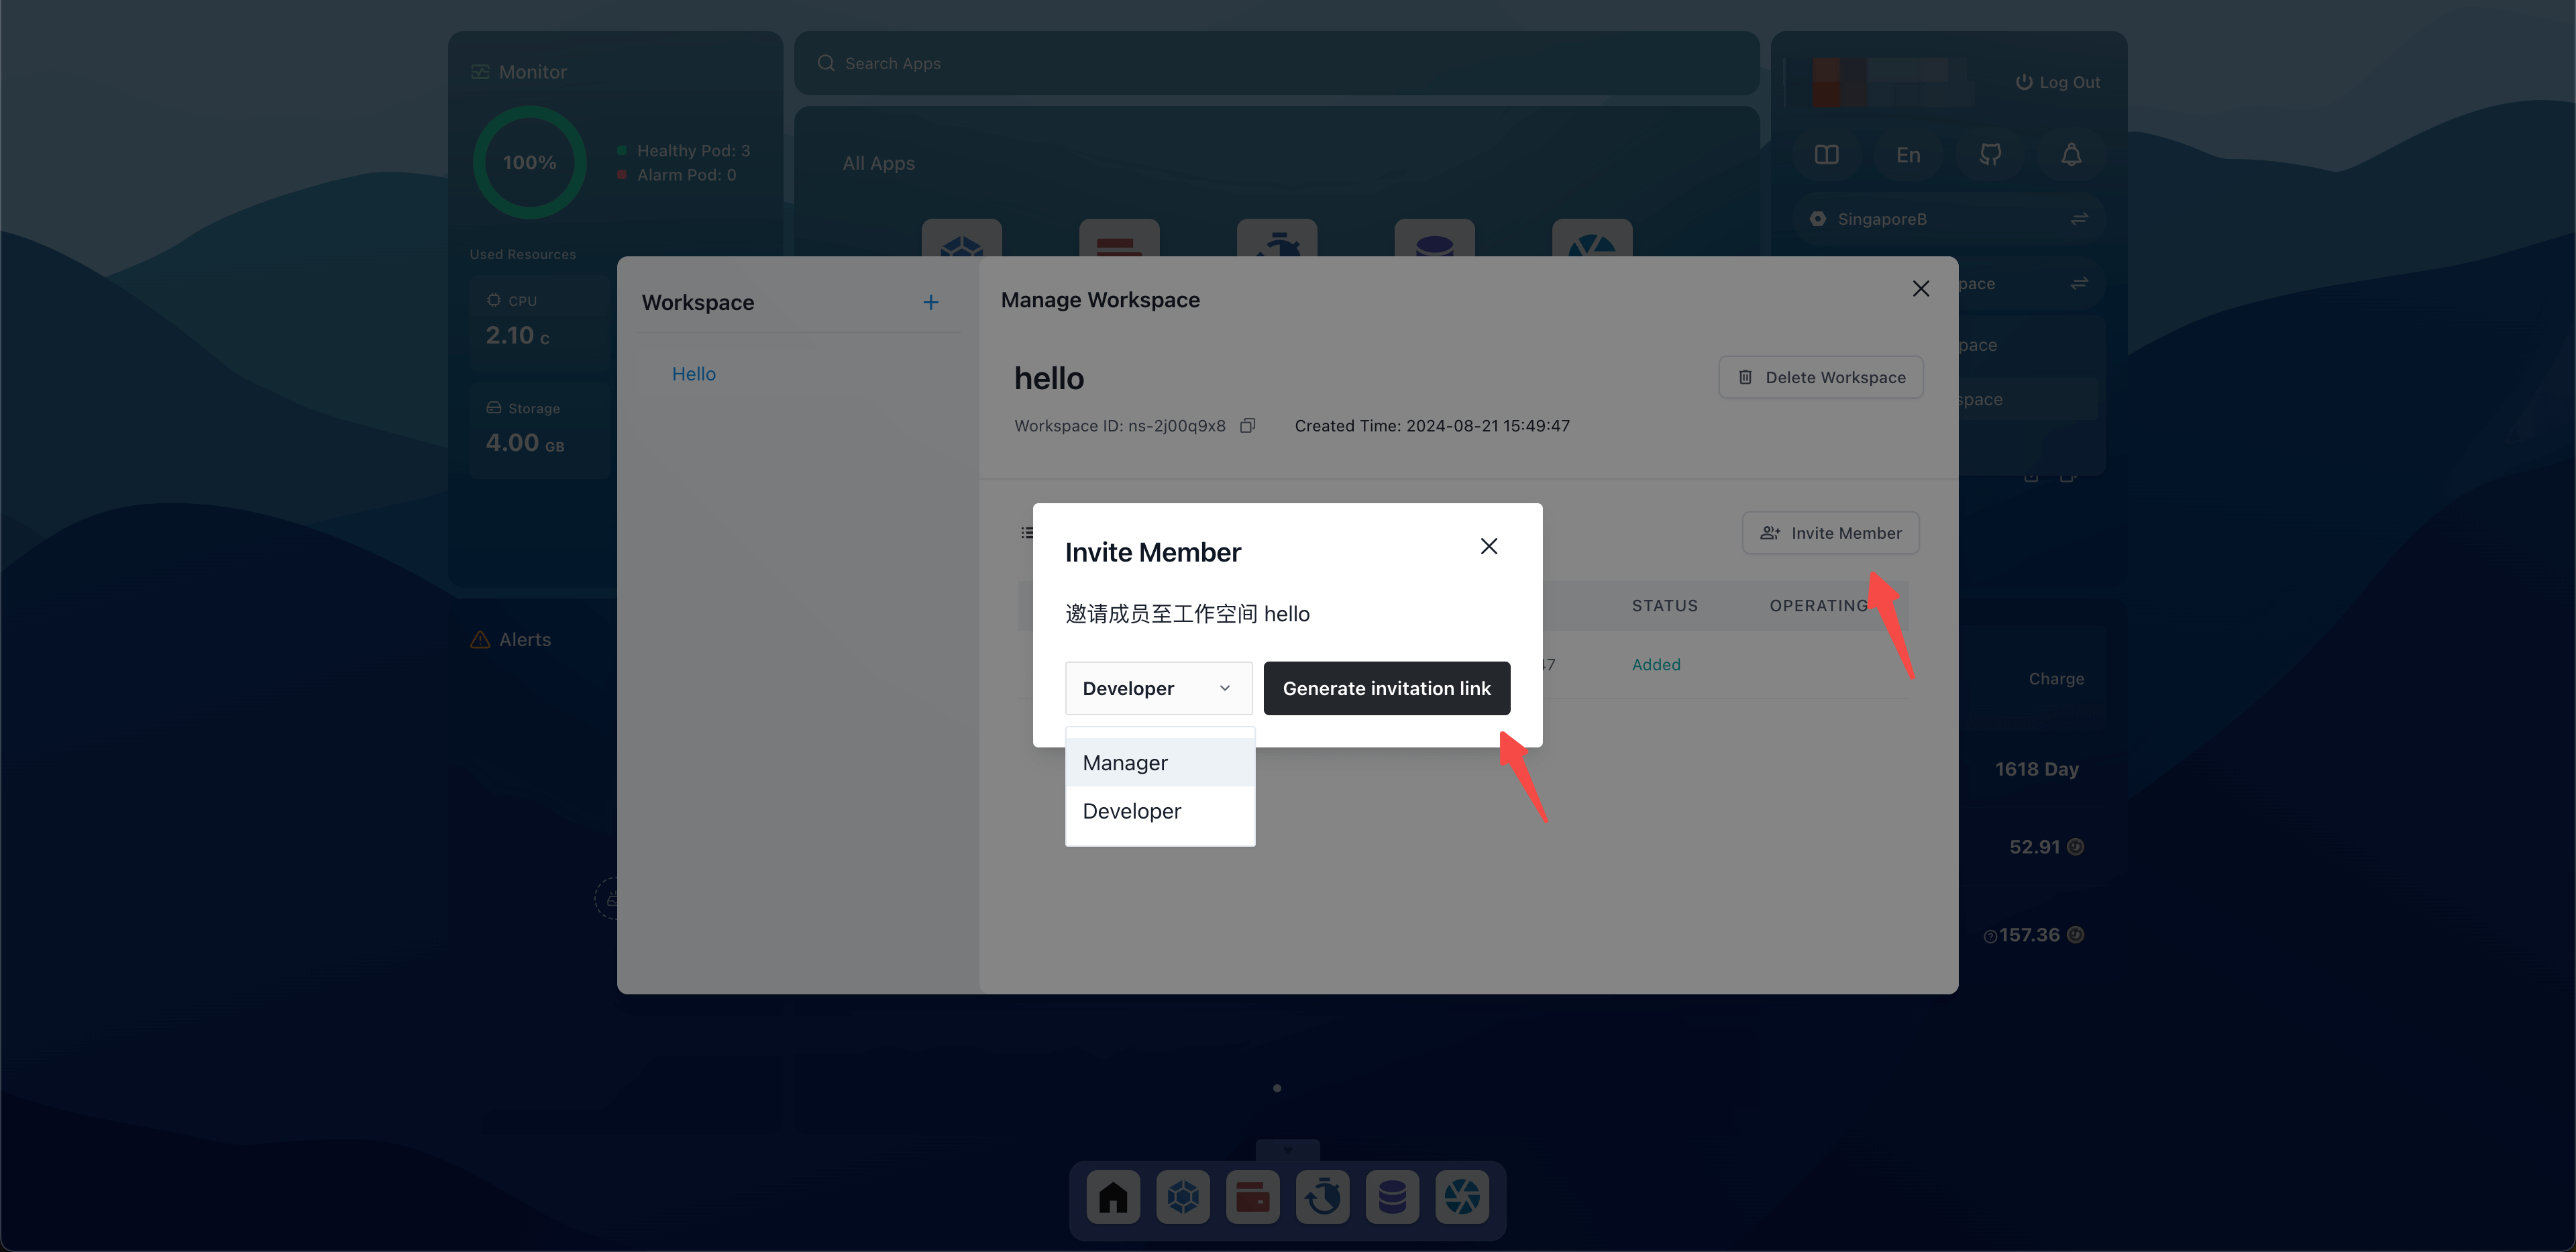 Monitor
100%
Healthy Pod: 3
Alarm Pod: 0
Used Resources
CPU
2.10 C
Storage
4.00 GB
Alerts
Search Apps
All Apps
Log Out
En
SingaporeB
pace
pace
space
Charge
1618 Day
52.91
157.36
Workspace
Hello
Manage Workspace
hello
Delete Workspace
Workspace ID: ns-2j00q9x8
Created Time: 2024-08-21 15:49:47
Invite Member
STATUS
OPERATING
47
Added
Invite Member
邀请成员至工作空间 hello
Developer
Generate invitation link
Manager
Developer